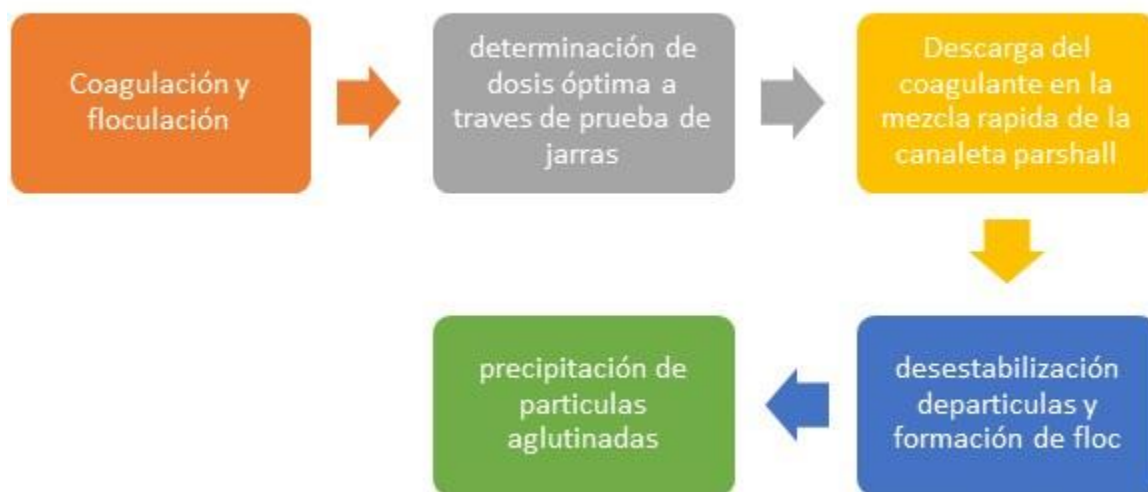 Coagulación y
floculación
determinación de
dosis óptima a
traves de prueba de
jarras
Descarga del
coagulante en la
mezcla rapida de la
canaleta parshall
desestabilización
departiculas y
formación de floc
precipitación de
particulas
aglutinadas